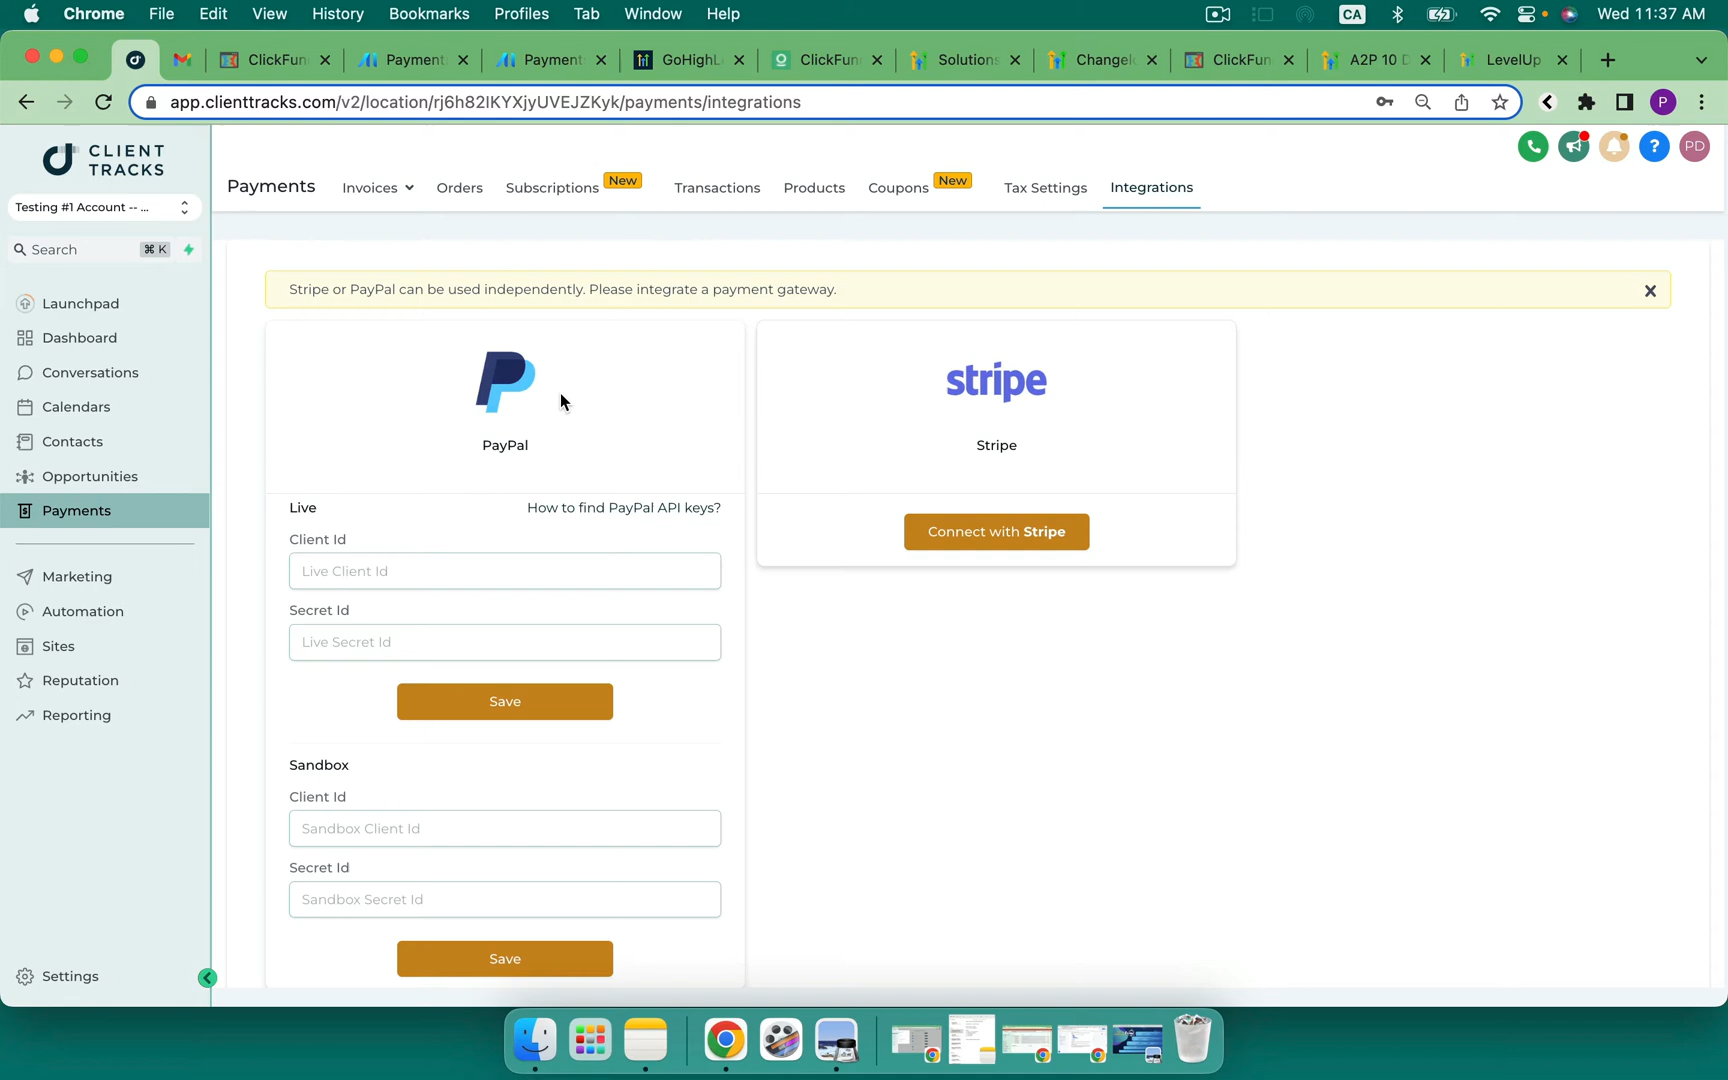 Chrome File Edit View History Bookmarks Profiles Tab Window Help CA Wed 11:37 AM
ClickFun Payment Payment GoHighL ClickFun Solutions Changel ClickFun A2P 10 D LevelUp
app.clienttracks.com/v2/location/rj6h82IKYXjyUVEJZKyk/payments/integrations P
CLIENT
TRACKS
Testing #1 Account -- ...
Search ⌘ K
Launchpad
Dashboard
Conversations
Calendars
Contacts
Opportunities
Payments
Marketing
Automation
Sites
Reputation
Reporting
Settings
? PD
Payments Invoices Orders Subscriptions New Transactions Products Coupons New Tax Settings Integrations
Stripe or PayPal can be used independently. Please integrate a payment gateway.
PayPal
Live How to find PayPal API keys?
Client Id
Live Client Id
Secret Id
Live Secret Id
Save
Sandbox
Client Id
Sandbox Client Id
Secret Id
Sandbox Secret Id
Save
stripe
Stripe
Connect with Stripe